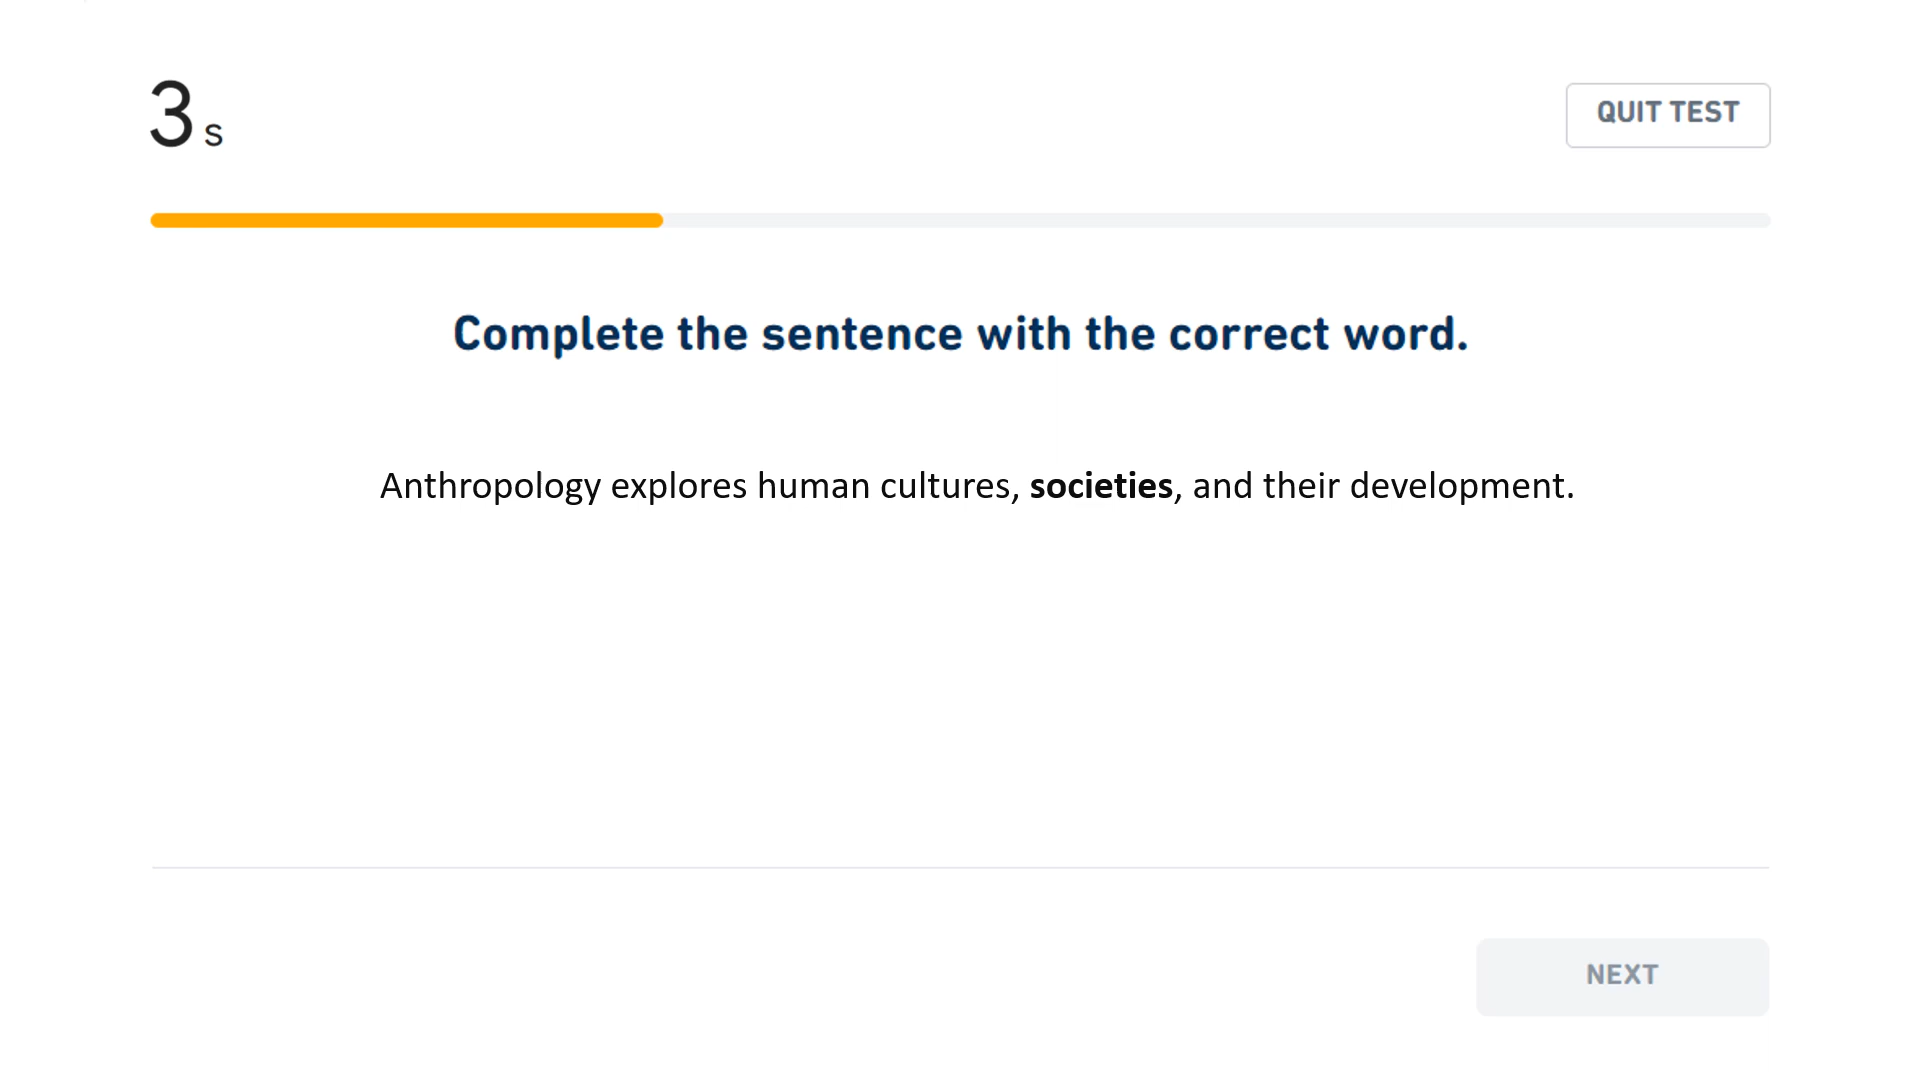 3 s
QUIT TEST
Complete the sentence with the correct word.
Anthropology explores human cultures, societies, and their development.
NEXT